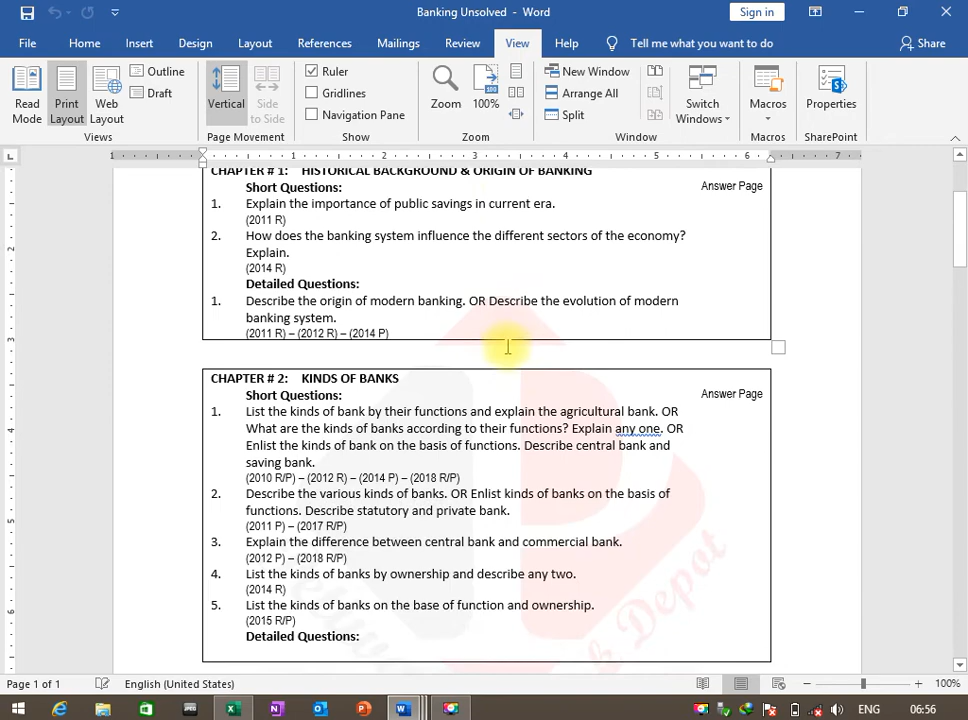 Banking Unsolved - Word
Sign in
File Home Insert Design Layout References Mailings Review View Help Tell me what you want to do Share
Read Mode
Print Layout
Web Layout
Outline
Draft
Views
Vertical
Side to Side
Page Movement
Ruler
Gridlines
Navigation Pane
Show
Zoom
100%
Zoom
New Window
Arrange All
Split
Switch Windows
Window
Macros
Macros
Properties
SharePoint
1 1 2 3 4 5 6 7
CHAPTER # 1: HISTORICAL BACKGROUND & ORIGIN OF BANKING
Answer Page
Short Questions:
1. Explain the importance of public savings in current era.
(2011 R)
2. How does the banking system influence the different sectors of the economy?
Explain.
(2014 R)
Detailed Questions:
1. Describe the origin of modern banking. OR Describe the evolution of modern
banking system.
(2011 R) – (2012 R) – (2014 P)
CHAPTER # 2: KINDS OF BANKS
Answer Page
Short Questions:
1. List the kinds of bank by their functions and explain the agricultural bank. OR
What are the kinds of banks according to their functions? Explain any one. OR
Enlist the kinds of bank on the basis of functions. Describe central bank and
saving bank.
(2010 R/P) – (2012 R) – (2014 P) – (2018 R/P)
2. Describe the various kinds of banks. OR Enlist kinds of banks on the basis of
functions. Describe statutory and private bank.
(2011 P) – (2017 R/P)
3. Explain the difference between central bank and commercial bank.
(2012 P) – (2018 R/P)
4. List the kinds of banks by ownership and describe any two.
(2014 R)
5. List the kinds of banks on the base of function and ownership.
(2015 R/P)
Detailed Questions:
k Depot
Page 1 of 1 English (United States) 100%
ENG 06:56